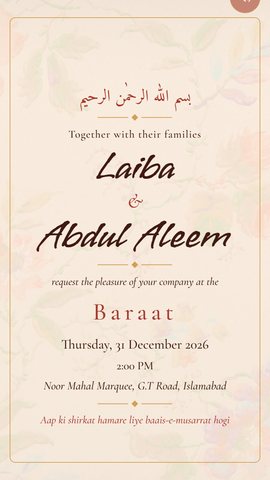 بسم الله الرحمٰن الرحيم
Together with their families
Laiba
&
Abdul Aleem
request the pleasure of your company at the
Baraat
Thursday, 31 December 2026
2:00 PM
Noor Mahal Marquee, G.T Road, Islamabad
Aap ki shirkat hamare liye baais-e-musarrat hogi